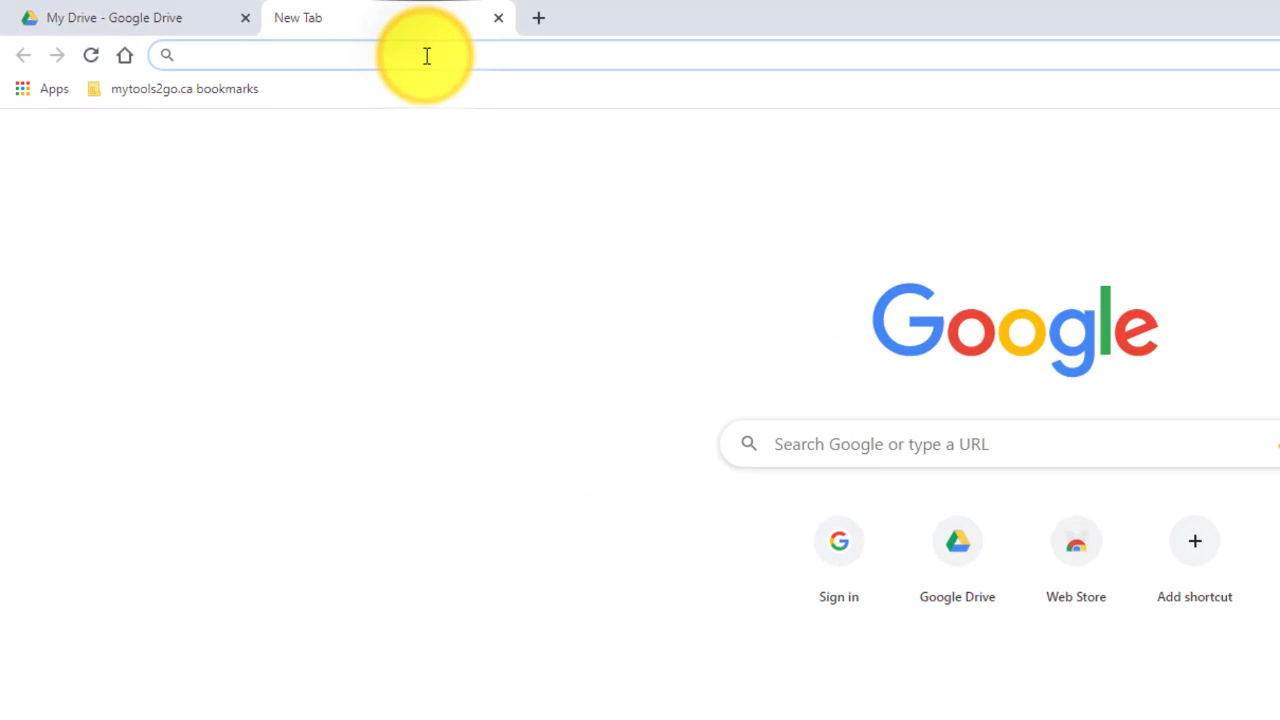 My Drive - Google Drive
New Tab
Apps
mytools2go.ca bookmarks
Google
Search Google or type a URL
Sign in
Google Drive
Web Store
Add shortcut